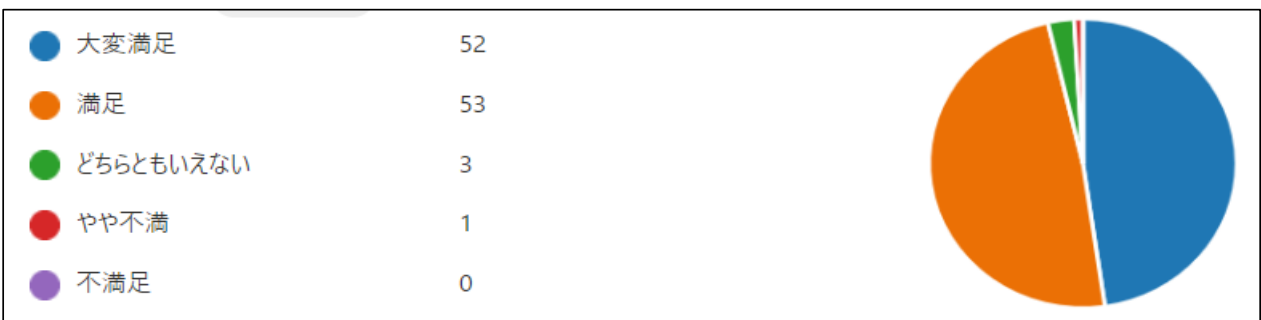 大変満足 52
満足 53
どちらともいえない 3
やや不満 1
不満足 0